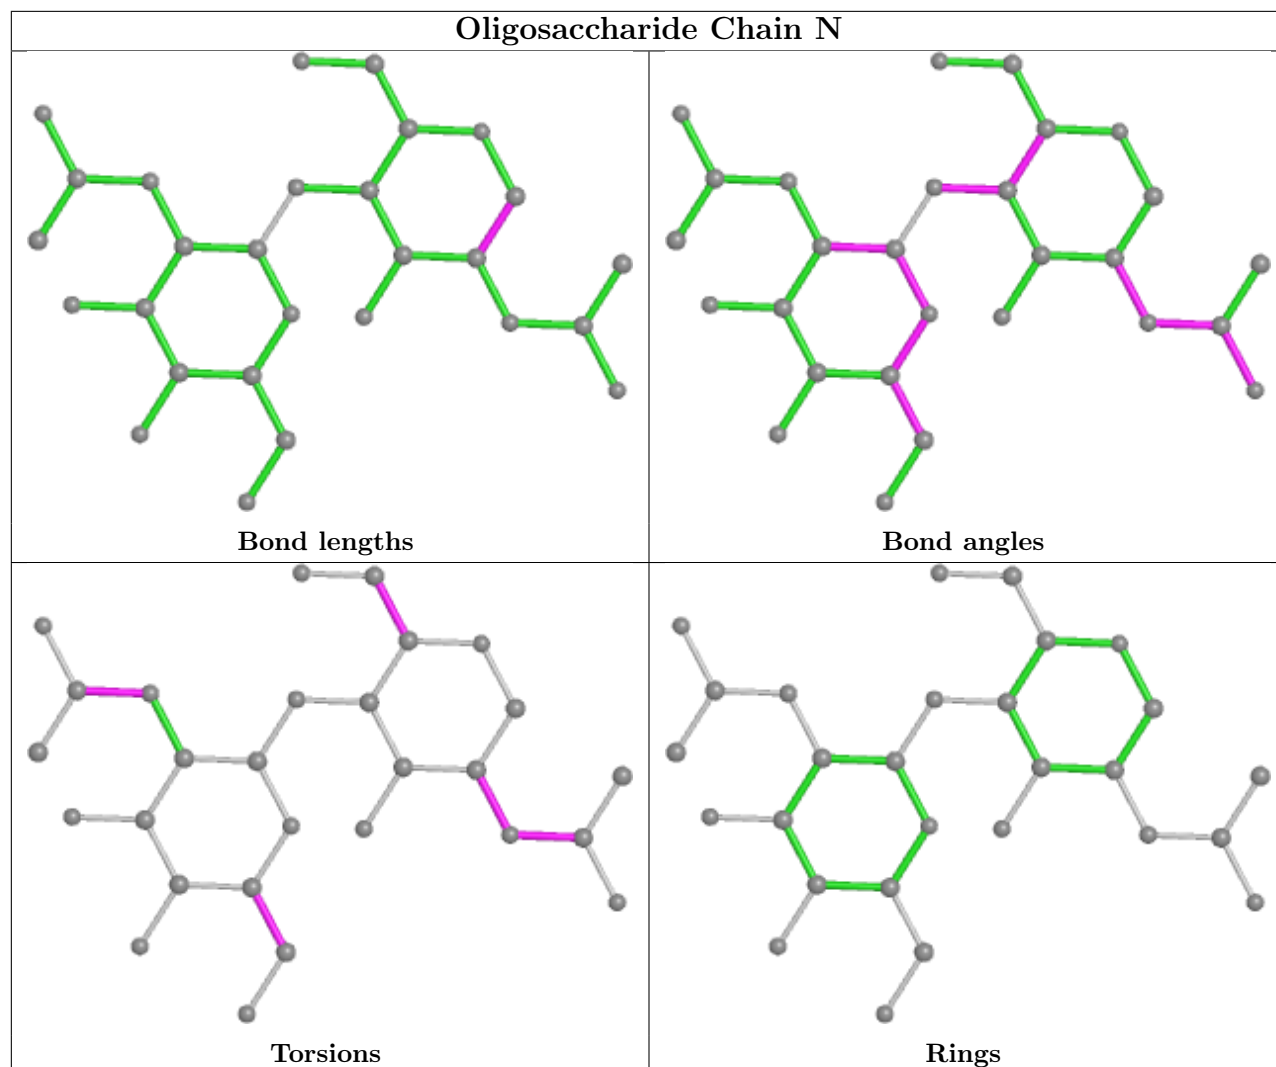 Oligosaccharide Chain N
Bond lengths
Bond angles
Torsions
Rings